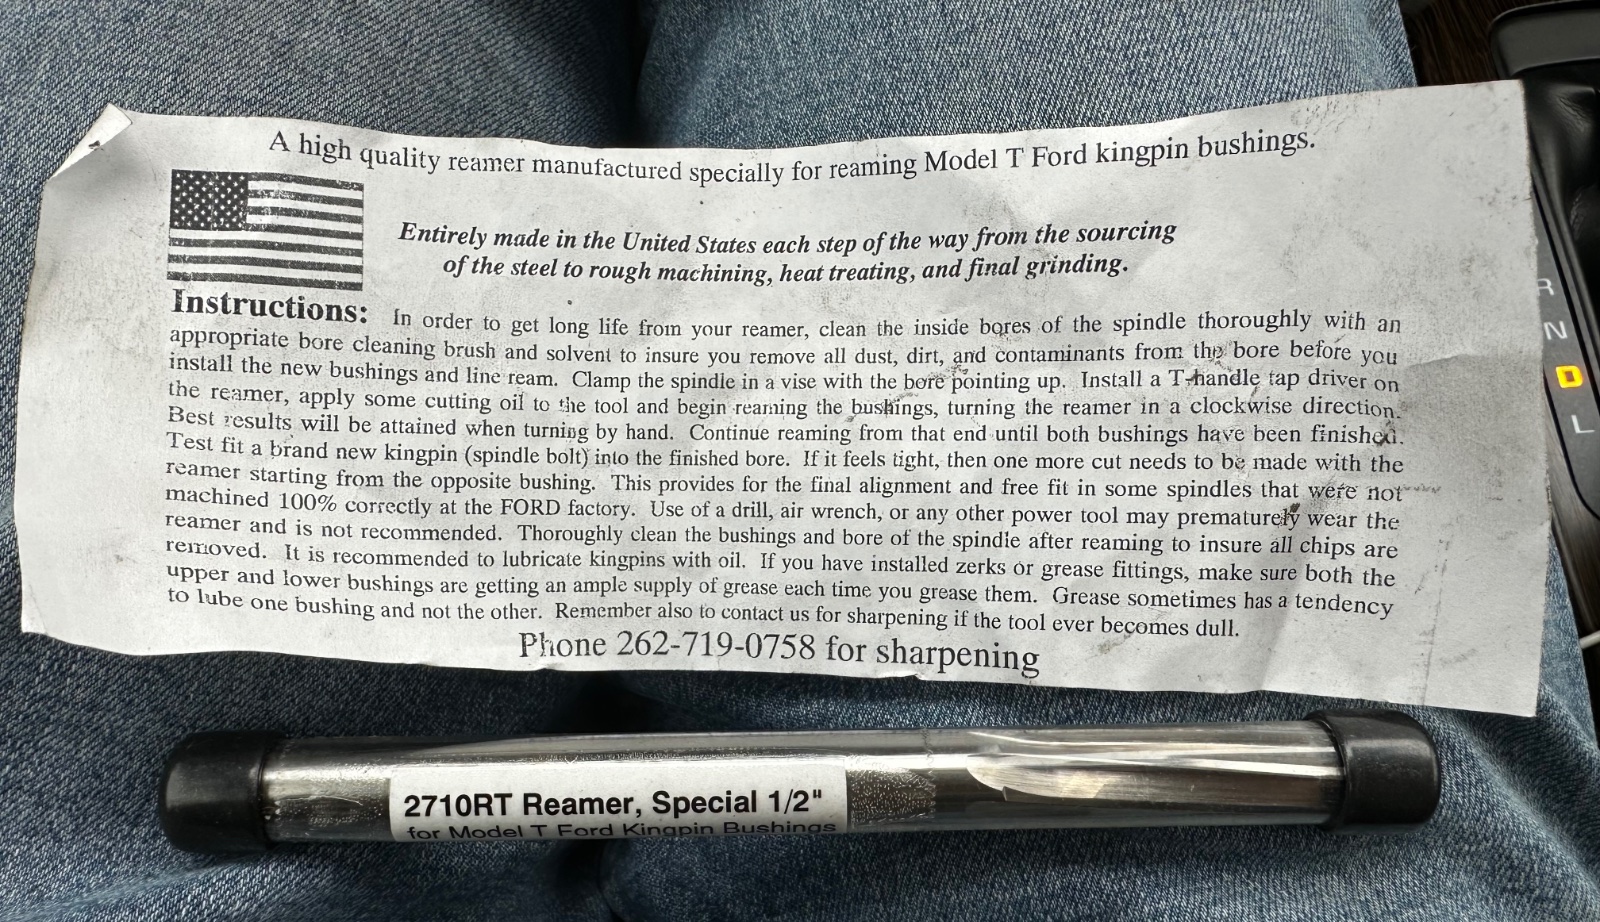 A high quality reamer manufactured specially for reaming Model T Ford kingpin bushings.
Entirely made in the United States each step of the way from the sourcing
of the steel to rough machining, heat treating, and final grinding.
Instructions: In order to get long life from your reamer, clean the inside bores of the spindle thoroughly with an
appropriate bore cleaning brush and solvent to insure you remove all dust, dirt, and contaminants from the bore before you
install the new bushings and line ream. Clamp the spindle in a vise with the bore pointing up. Install a T-handle tap driver on
the reamer, apply some cutting oil to the tool and begin reaming the bushings, turning the reamer in a clockwise direction.
Best results will be attained when turning by hand. Continue reaming from that end until both bushings have been finished.
Test fit a brand new kingpin (spindle bolt) into the finished bore. If it feels tight, then one more cut needs to be made with the
reamer starting from the opposite bushing. This provides for the final alignment and free fit in some spindles that were not
machined 100% correctly at the FORD factory. Use of a drill, air wrench, or any other power tool may prematurely wear the
reamer and is not recommended. Thoroughly clean the bushings and bore of the spindle after reaming to insure all chips are
removed. It is recommended to lubricate kingpins with oil. If you have installed zerks or grease fittings, make sure both the
upper and lower bushings are getting an ample supply of grease each time you grease them. Grease sometimes has a tendency
to lube one bushing and not the other. Remember also to contact us for sharpening if the tool ever becomes dull.
Phone 262-719-0758 for sharpening
R
N
D
L
2710RT Reamer, Special 1/2"
for Model T Ford Kingpin Bushings